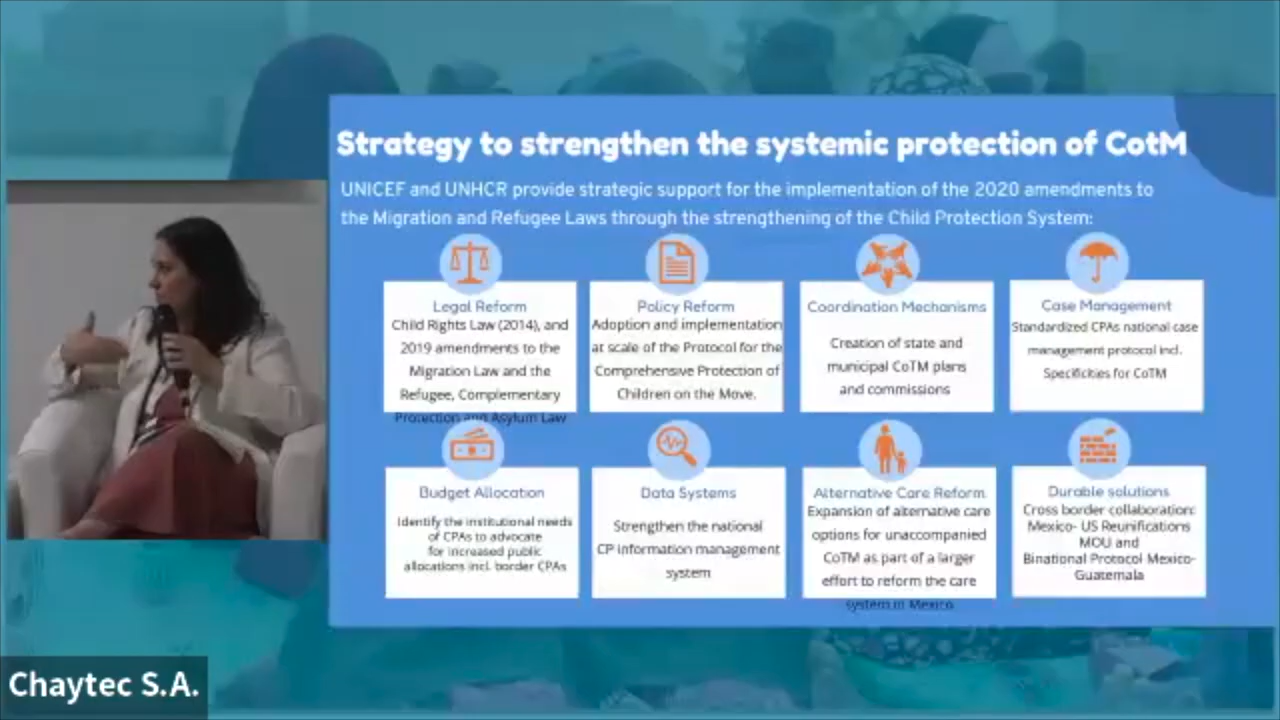 Strategy to strengthen the systemic protection of CotM
UNICEF and UNHCR provide strategic support for the implementation of the 2020 amendments to
the Migration and Refugee Laws through the strengthening of the Child Protection System:
Legal Reform
Child Rights Law (2014), and
2019 amendments to the
Migration Law and the
Refugee, Complementary
Protection and Asylum Law
Policy Reform
Adoption and implementation
at scale of the Protocol for the
Comprehensive Protection of
Children on the Move.
Coordination Mechanisms
Creation of state and
municipal CoTM plans
and commissions
Case Management
Standardized CPAs national case
management protocol incl.
Specificities for CoTM
Budget Allocation
Identify the institutional needs
of CPAs to advocate
for increased public
allocations incl. border CPAs
Data Systems
Strengthen the national
CP information management
system
Alternative Care Reform
Expansion of alternative care
options for unaccompanied
CoTM as part of a larger
effort to reform the care
system in Mexico
Durable solutions
Cross border collaboration:
Mexico- US Reunifications
MOU and
Binational Protocol Mexico-
Guatemala
Chaytec S.A.